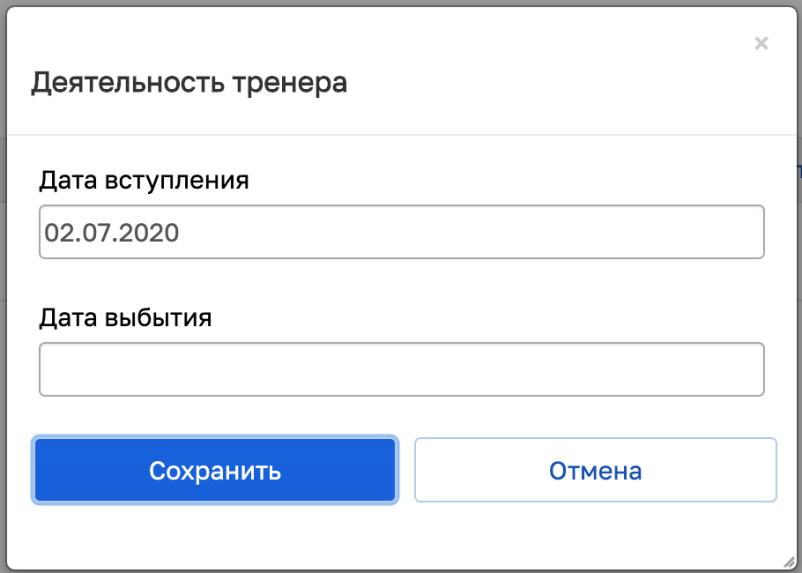 ×
Деятельность тренера
Дата вступления
02.07.2020
Дата выбытия
Сохранить
Отмена